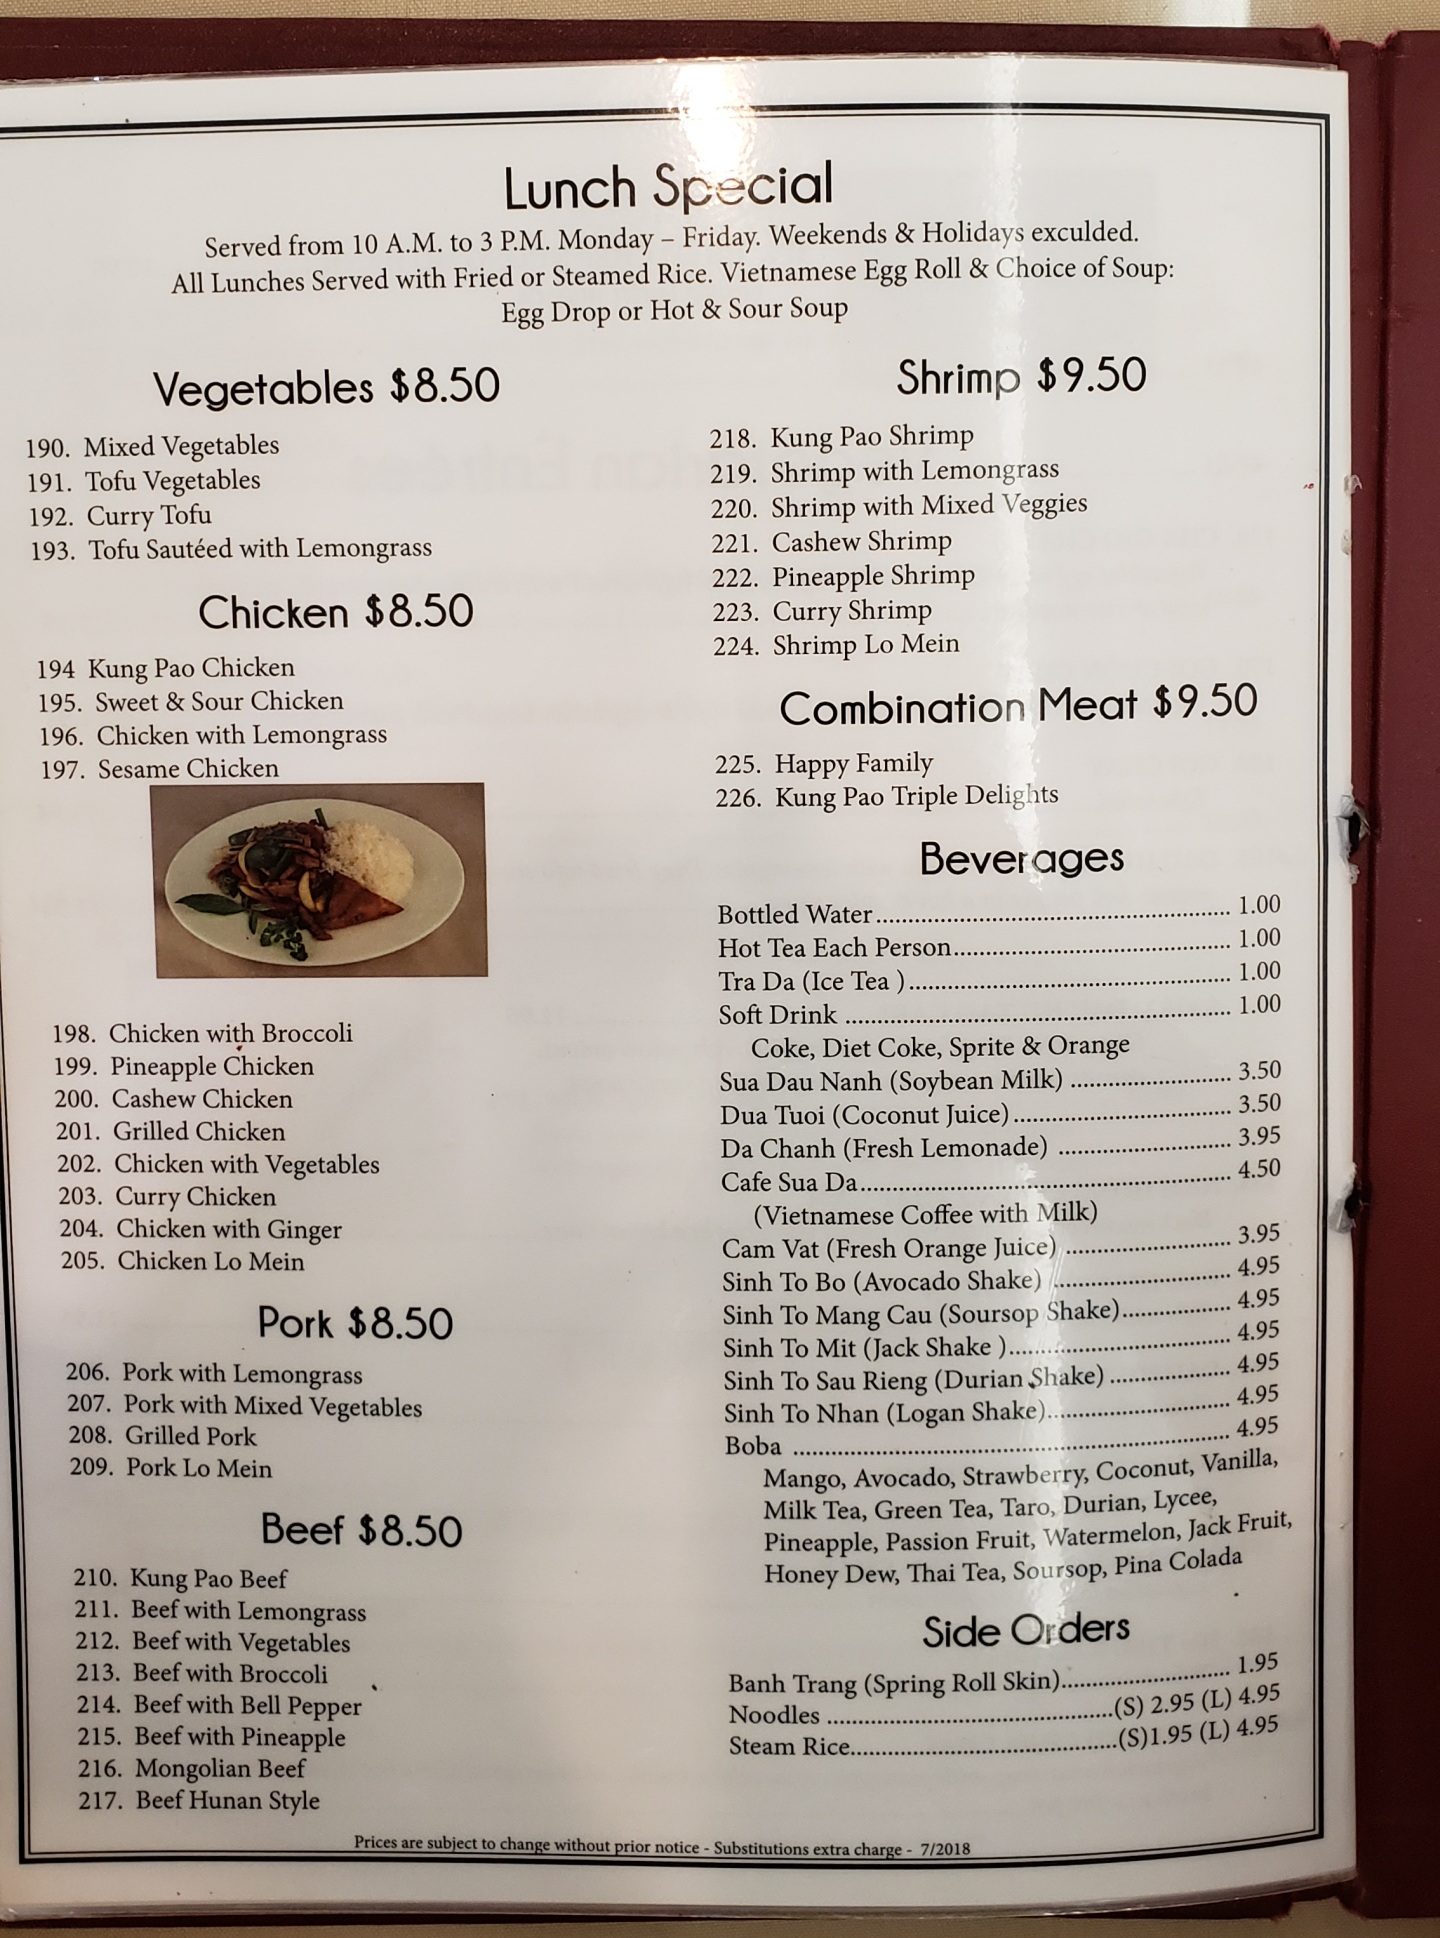 Lunch Special
Served from 10 A.M. to 3 P.M. Monday – Friday. Weekends & Holidays exculded.
All Lunches Served with Fried or Steamed Rice. Vietnamese Egg Roll & Choice of Soup:
Egg Drop or Hot & Sour Soup
Vegetables $8.50
190. Mixed Vegetables
191. Tofu Vegetables
192. Curry Tofu
193. Tofu Sautéed with Lemongrass
Chicken $8.50
194 Kung Pao Chicken
195. Sweet & Sour Chicken
196. Chicken with Lemongrass
197. Sesame Chicken
198. Chicken with Broccoli
199. Pineapple Chicken
200. Cashew Chicken
201. Grilled Chicken
202. Chicken with Vegetables
203. Curry Chicken
204. Chicken with Ginger
205. Chicken Lo Mein
Pork $8.50
206. Pork with Lemongrass
207. Pork with Mixed Vegetables
208. Grilled Pork
209. Pork Lo Mein
Beef $8.50
210. Kung Pao Beef
211. Beef with Lemongrass
212. Beef with Vegetables
213. Beef with Broccoli
214. Beef with Bell Pepper
215. Beef with Pineapple
216. Mongolian Beef
217. Beef Hunan Style
Shrimp $9.50
218. Kung Pao Shrimp
219. Shrimp with Lemongrass
220. Shrimp with Mixed Veggies
221. Cashew Shrimp
222. Pineapple Shrimp
223. Curry Shrimp
224. Shrimp Lo Mein
Combination Meat $9.50
225. Happy Family
226. Kung Pao Triple Delights
Beverages
Bottled Water 1.00
Hot Tea Each Person 1.00
Tra Da (Ice Tea ) 1.00
Soft Drink 1.00
Coke, Diet Coke, Sprite & Orange
Sua Dau Nanh (Soybean Milk) 3.50
Dua Tuoi (Coconut Juice) 3.50
Da Chanh (Fresh Lemonade) 3.95
Cafe Sua Da 4.50
(Vietnamese Coffee with Milk)
Cam Vat (Fresh Orange Juice) 3.95
Sinh To Bo (Avocado Shake) 4.95
Sinh To Mang Cau (Soursop Shake) 4.95
Sinh To Mit (Jack Shake ) 4.95
Sinh To Sau Rieng (Durian Shake) 4.95
Sinh To Nhan (Logan Shake) 4.95
Boba 4.95
Mango, Avocado, Strawberry, Coconut, Vanilla,
Milk Tea, Green Tea, Taro, Durian, Lycee,
Pineapple, Passion Fruit, Watermelon, Jack Fruit,
Honey Dew, Thai Tea, Soursop, Pina Colada
Side Orders
Banh Trang (Spring Roll Skin) 1.95
Noodles (S) 2.95 (L) 4.95
Steam Rice (S)1.95 (L) 4.95
Prices are subject to change without prior notice - Substitutions extra charge - 7/2018